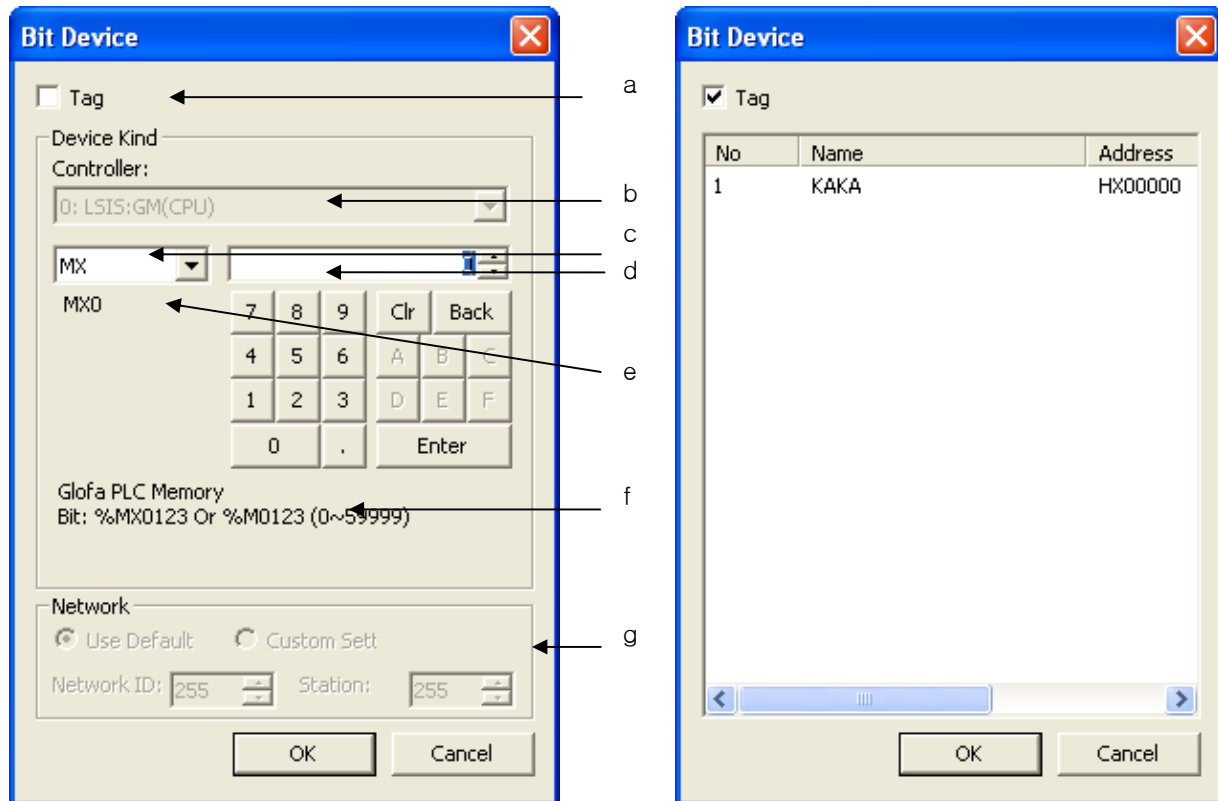 Bit Device
Tag
a
Device Kind
Controller:
0: LSIS:GM(CPU)
b
c
MX
d
MX0
7 8 9 Clr Back
4 5 6 A B C
e
1 2 3 D E F
0 . Enter
Glofa PLC Memory
f
Bit: %MX0123 Or %M0123 (0~59999)
Network
Use Default Custom Sett
g
Network ID: 255 Station: 255
OK Cancel
Bit Device
Tag
No Name Address
1 KAKA HX00000
OK Cancel